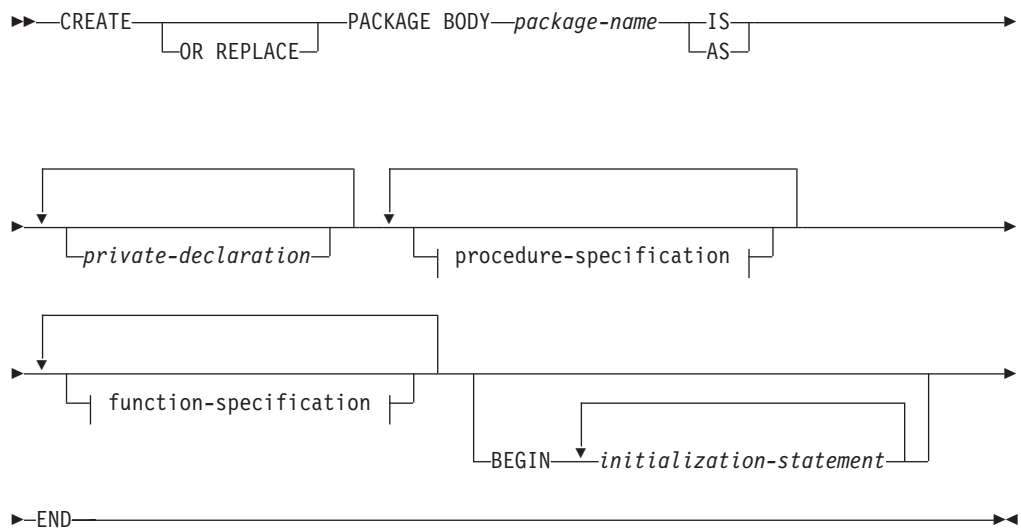 CREATE PACKAGE BODY package-name IS
OR REPLACE AS
private-declaration procedure-specification
function-specification
BEGIN initialization-statement
END